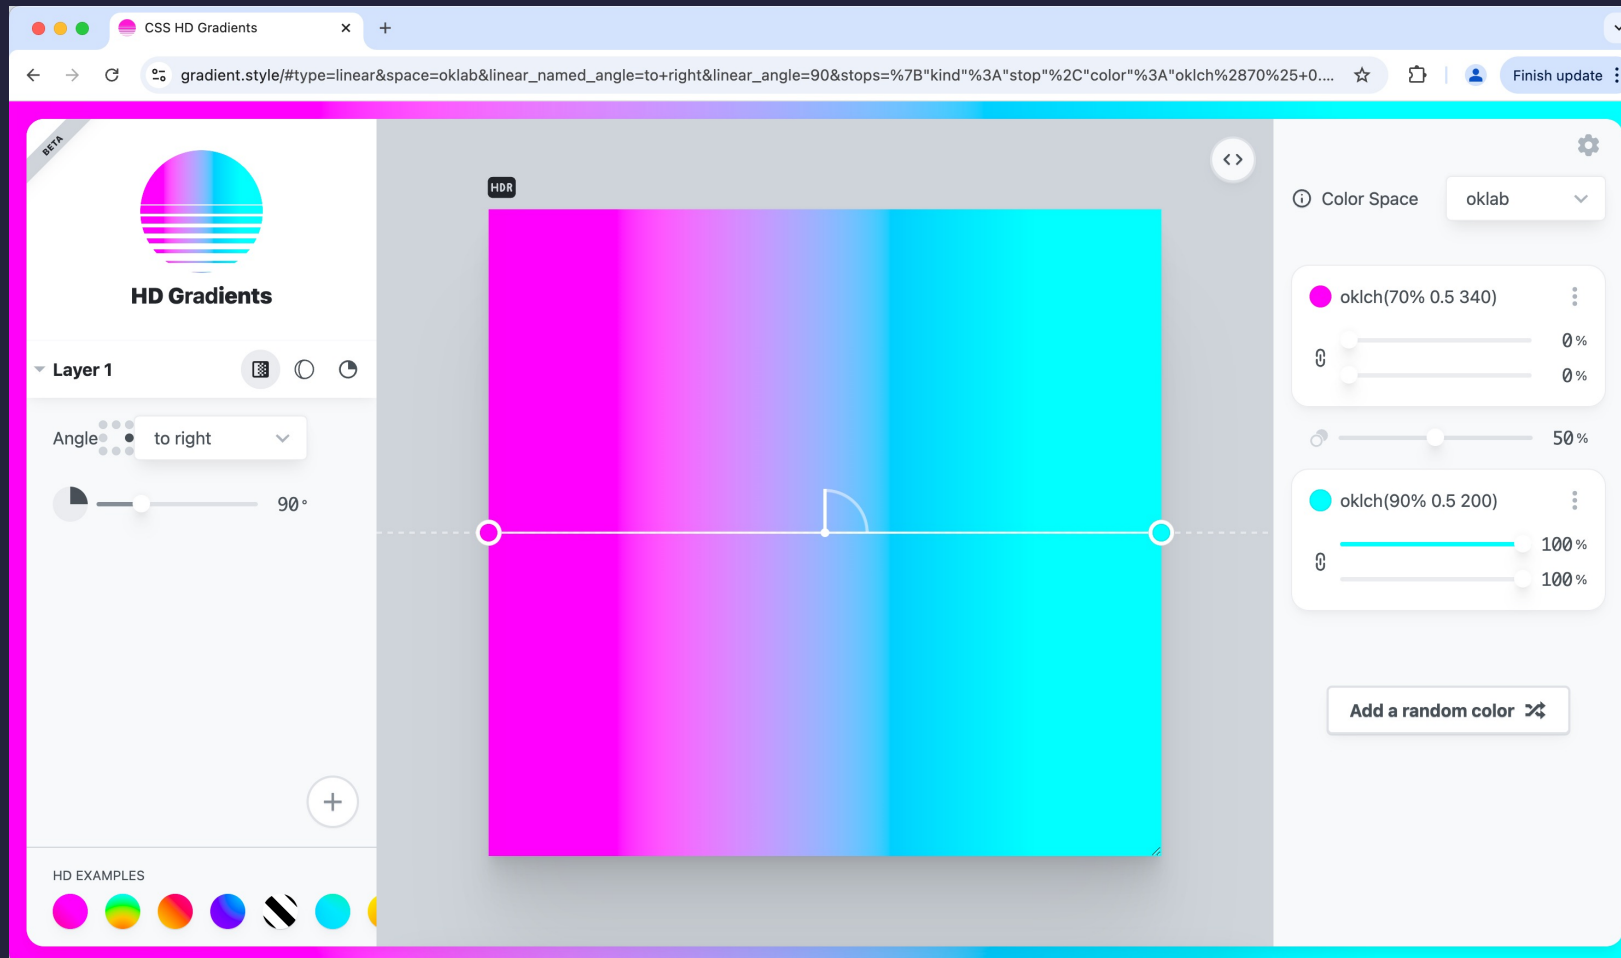 CSS HD Gradients
gradient.style/#type=linear&space=oklab&linear_named_angle=to+right&linear_angle=90&stops=%7B"kind"%3A"stop"%2C"color"%3A"oklch%2870%25+0....
Finish update
BETA
HD Gradients
Layer 1
Angle
to right
90°
HD EXAMPLES
HDR
Color Space
oklab
oklch(70% 0.5 340)
0%
0%
50%
oklch(90% 0.5 200)
100%
100%
Add a random color